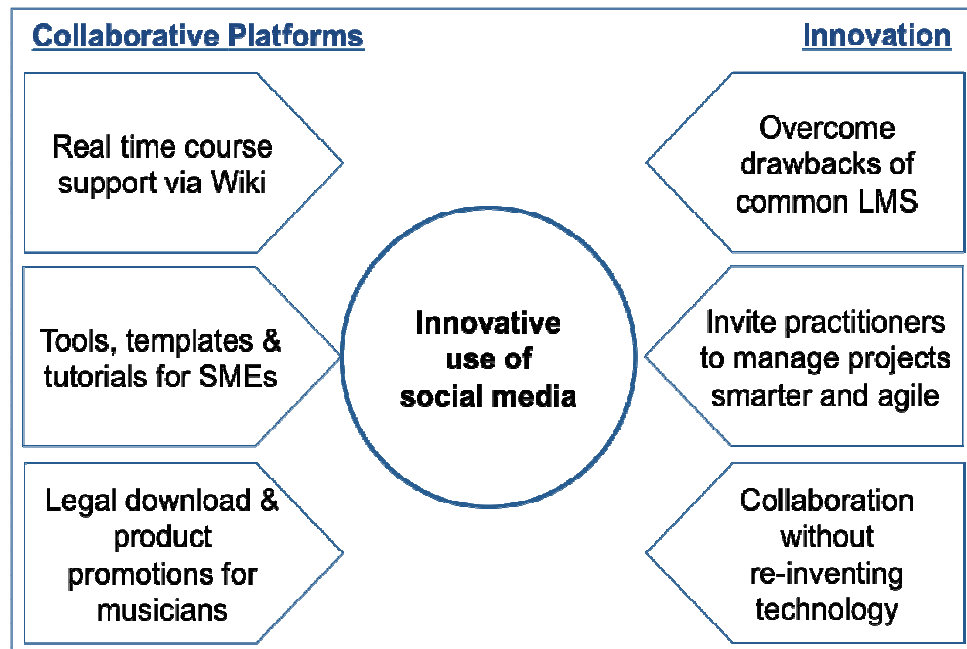 Collaborative Platforms
Innovation
Real time course
support via Wiki
Overcome
drawbacks of
common LMS
Tools, templates &
tutorials for SMEs
Innovative
use of
social media
Invite practitioners
to manage projects
smarter and agile
Legal download &
product
promotions for
musicians
Collaboration
without
re-inventing
technology